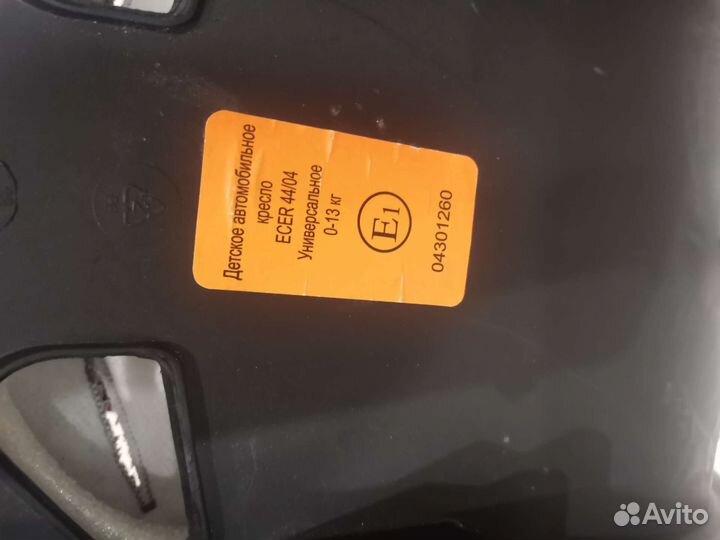 Детское автомобильное
кресло
ECER 44/04
Универсальное
0-13 кг
E1
04301260
Avito